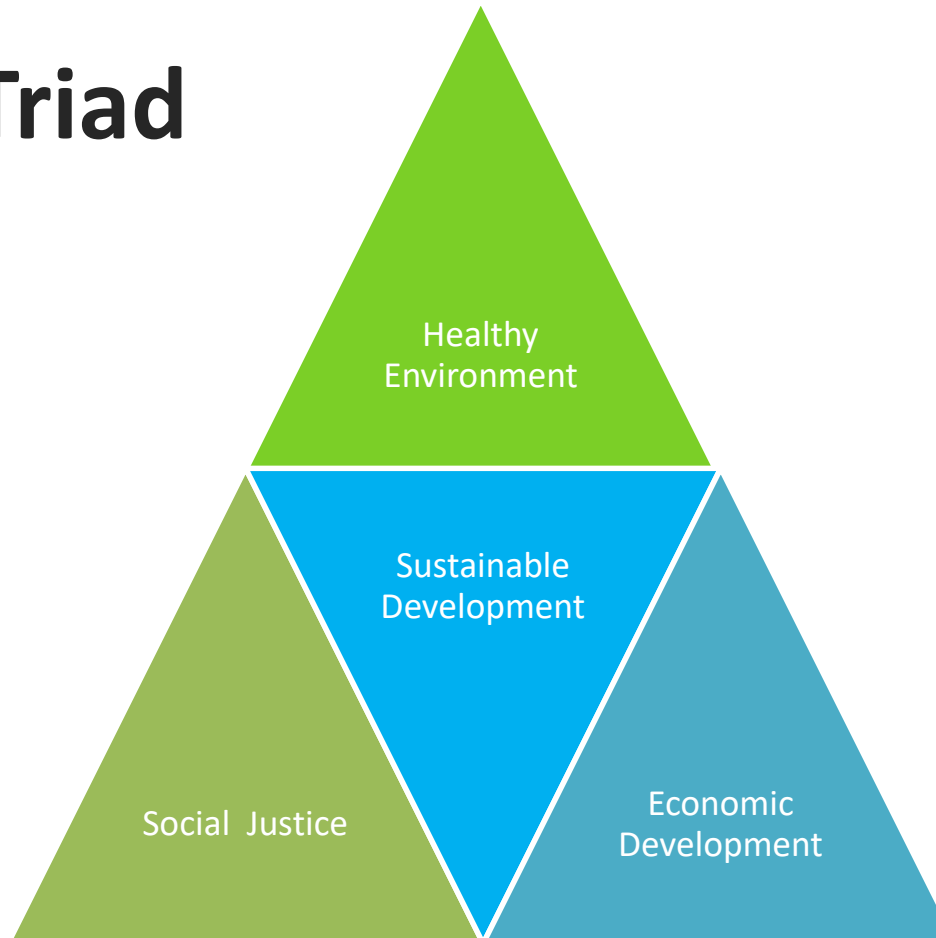 Triad
Healthy
Environment
Sustainable
Development
Social  Justice
Economic
Development